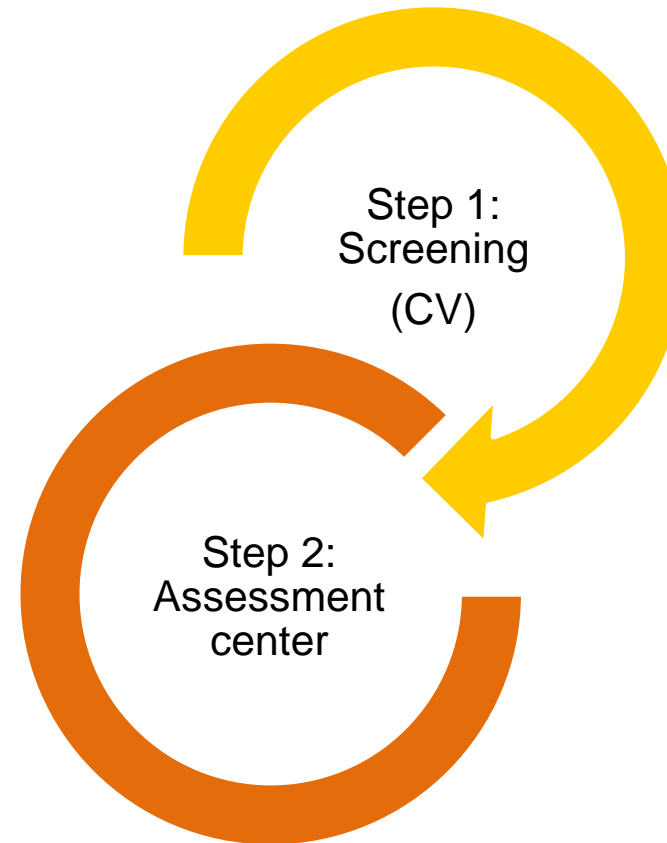 Step 1:
Screening
(CV)
Step 2:
Assessment
center